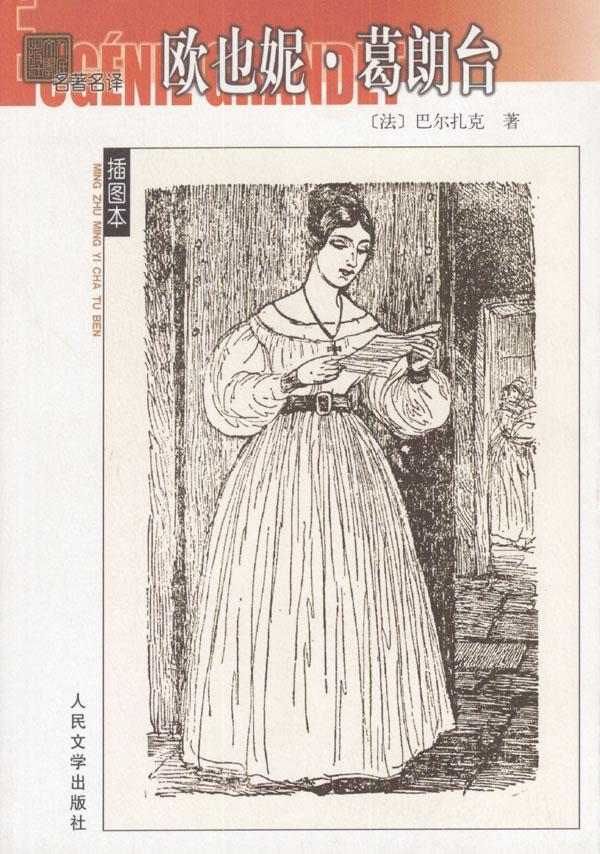 EUGÉNIE GRANDET
名著名译
欧也妮·葛朗台
〔法〕巴尔扎克 著
插图本
MING ZHU MING YI CHA TU BEN
人民文学出版社